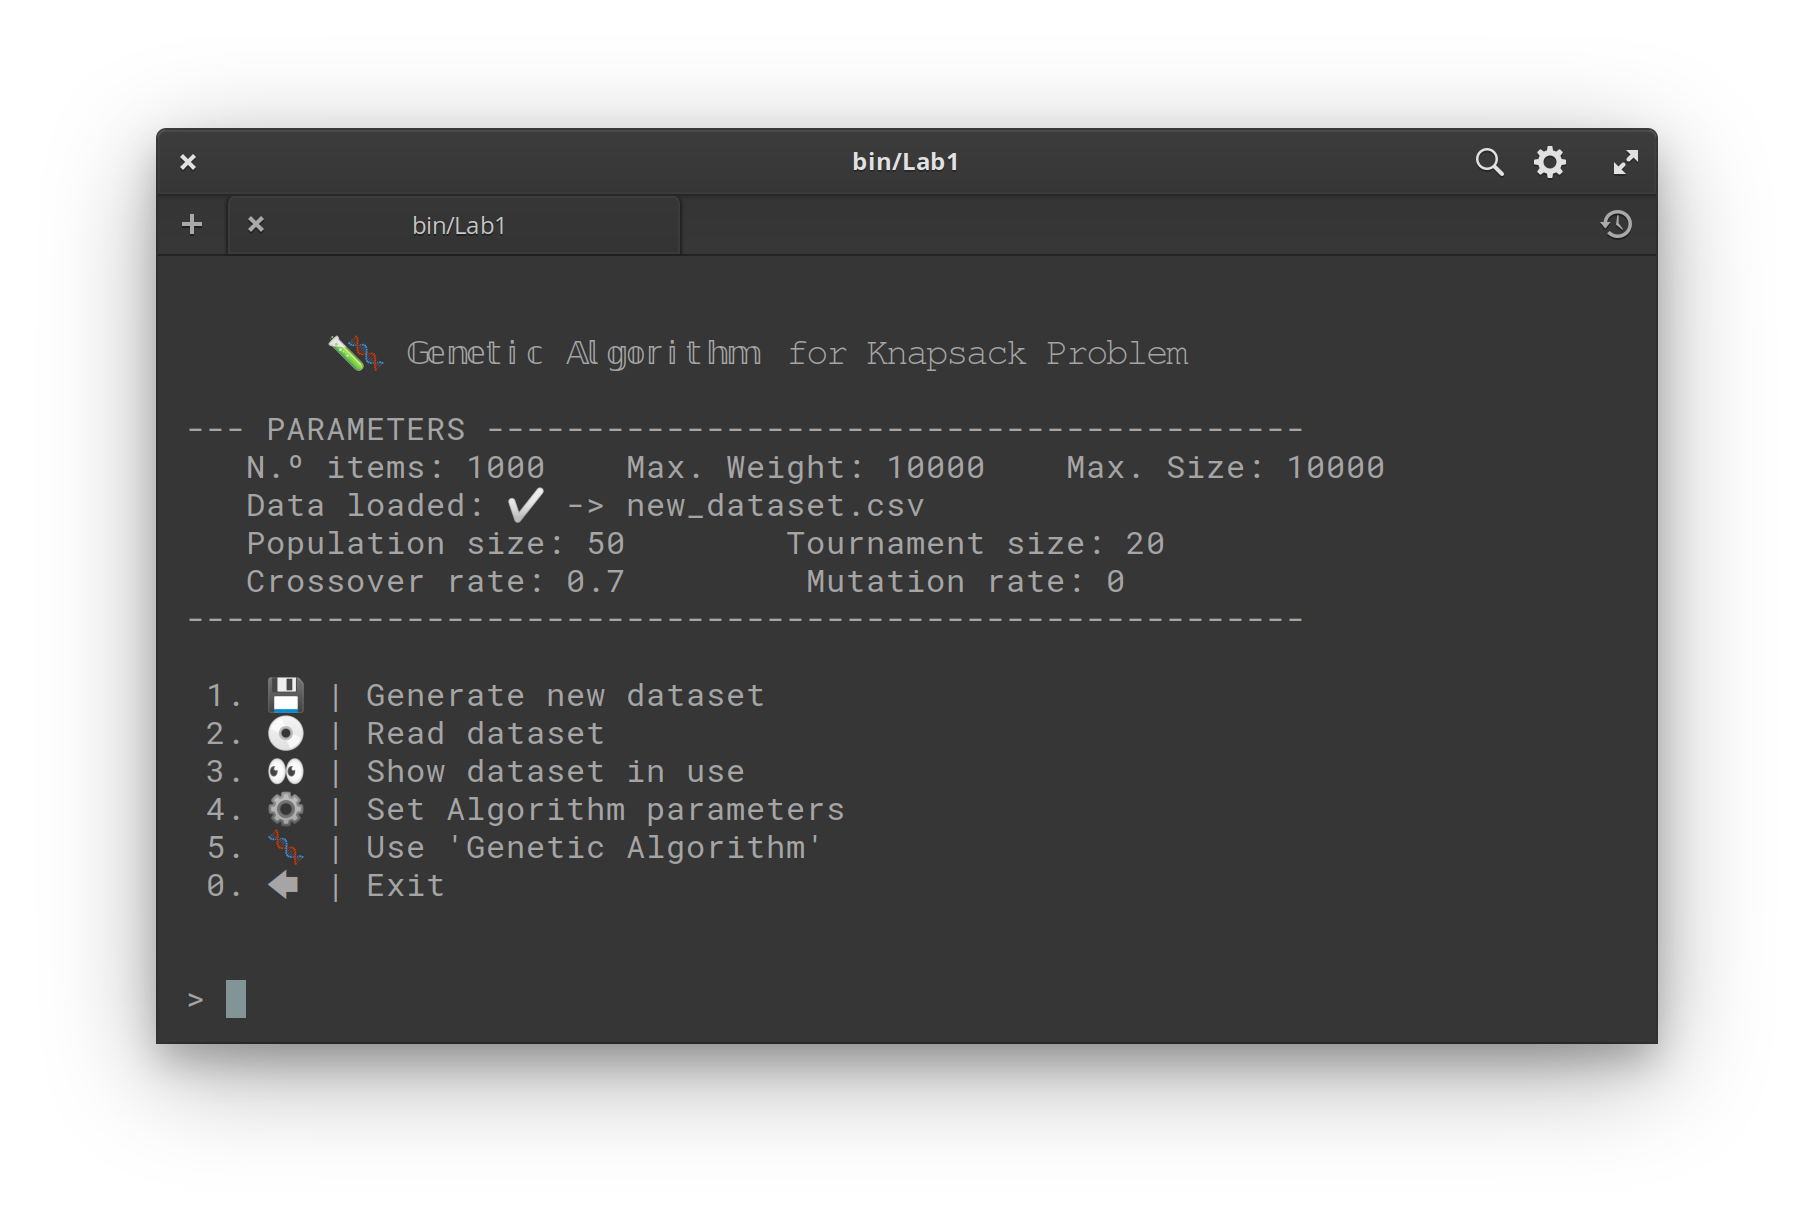 bin/Lab1
bin/Lab1
Genetic Algorithm for Knapsack Problem
--- PARAMETERS -----------------------------------------
N.º items: 1000    Max. Weight: 10000    Max. Size: 10000
Data loaded: ✔ -> new_dataset.csv
Population size: 50        Tournament size: 20
Crossover rate: 0.7         Mutation rate: 0
--------------------------------------------------------
1. 💾 | Generate new dataset
2. 💿 | Read dataset
3. 👀 | Show dataset in use
4. ⚙ | Set Algorithm parameters
5. 🧬 | Use 'Genetic Algorithm'
0. 🡄 | Exit
>